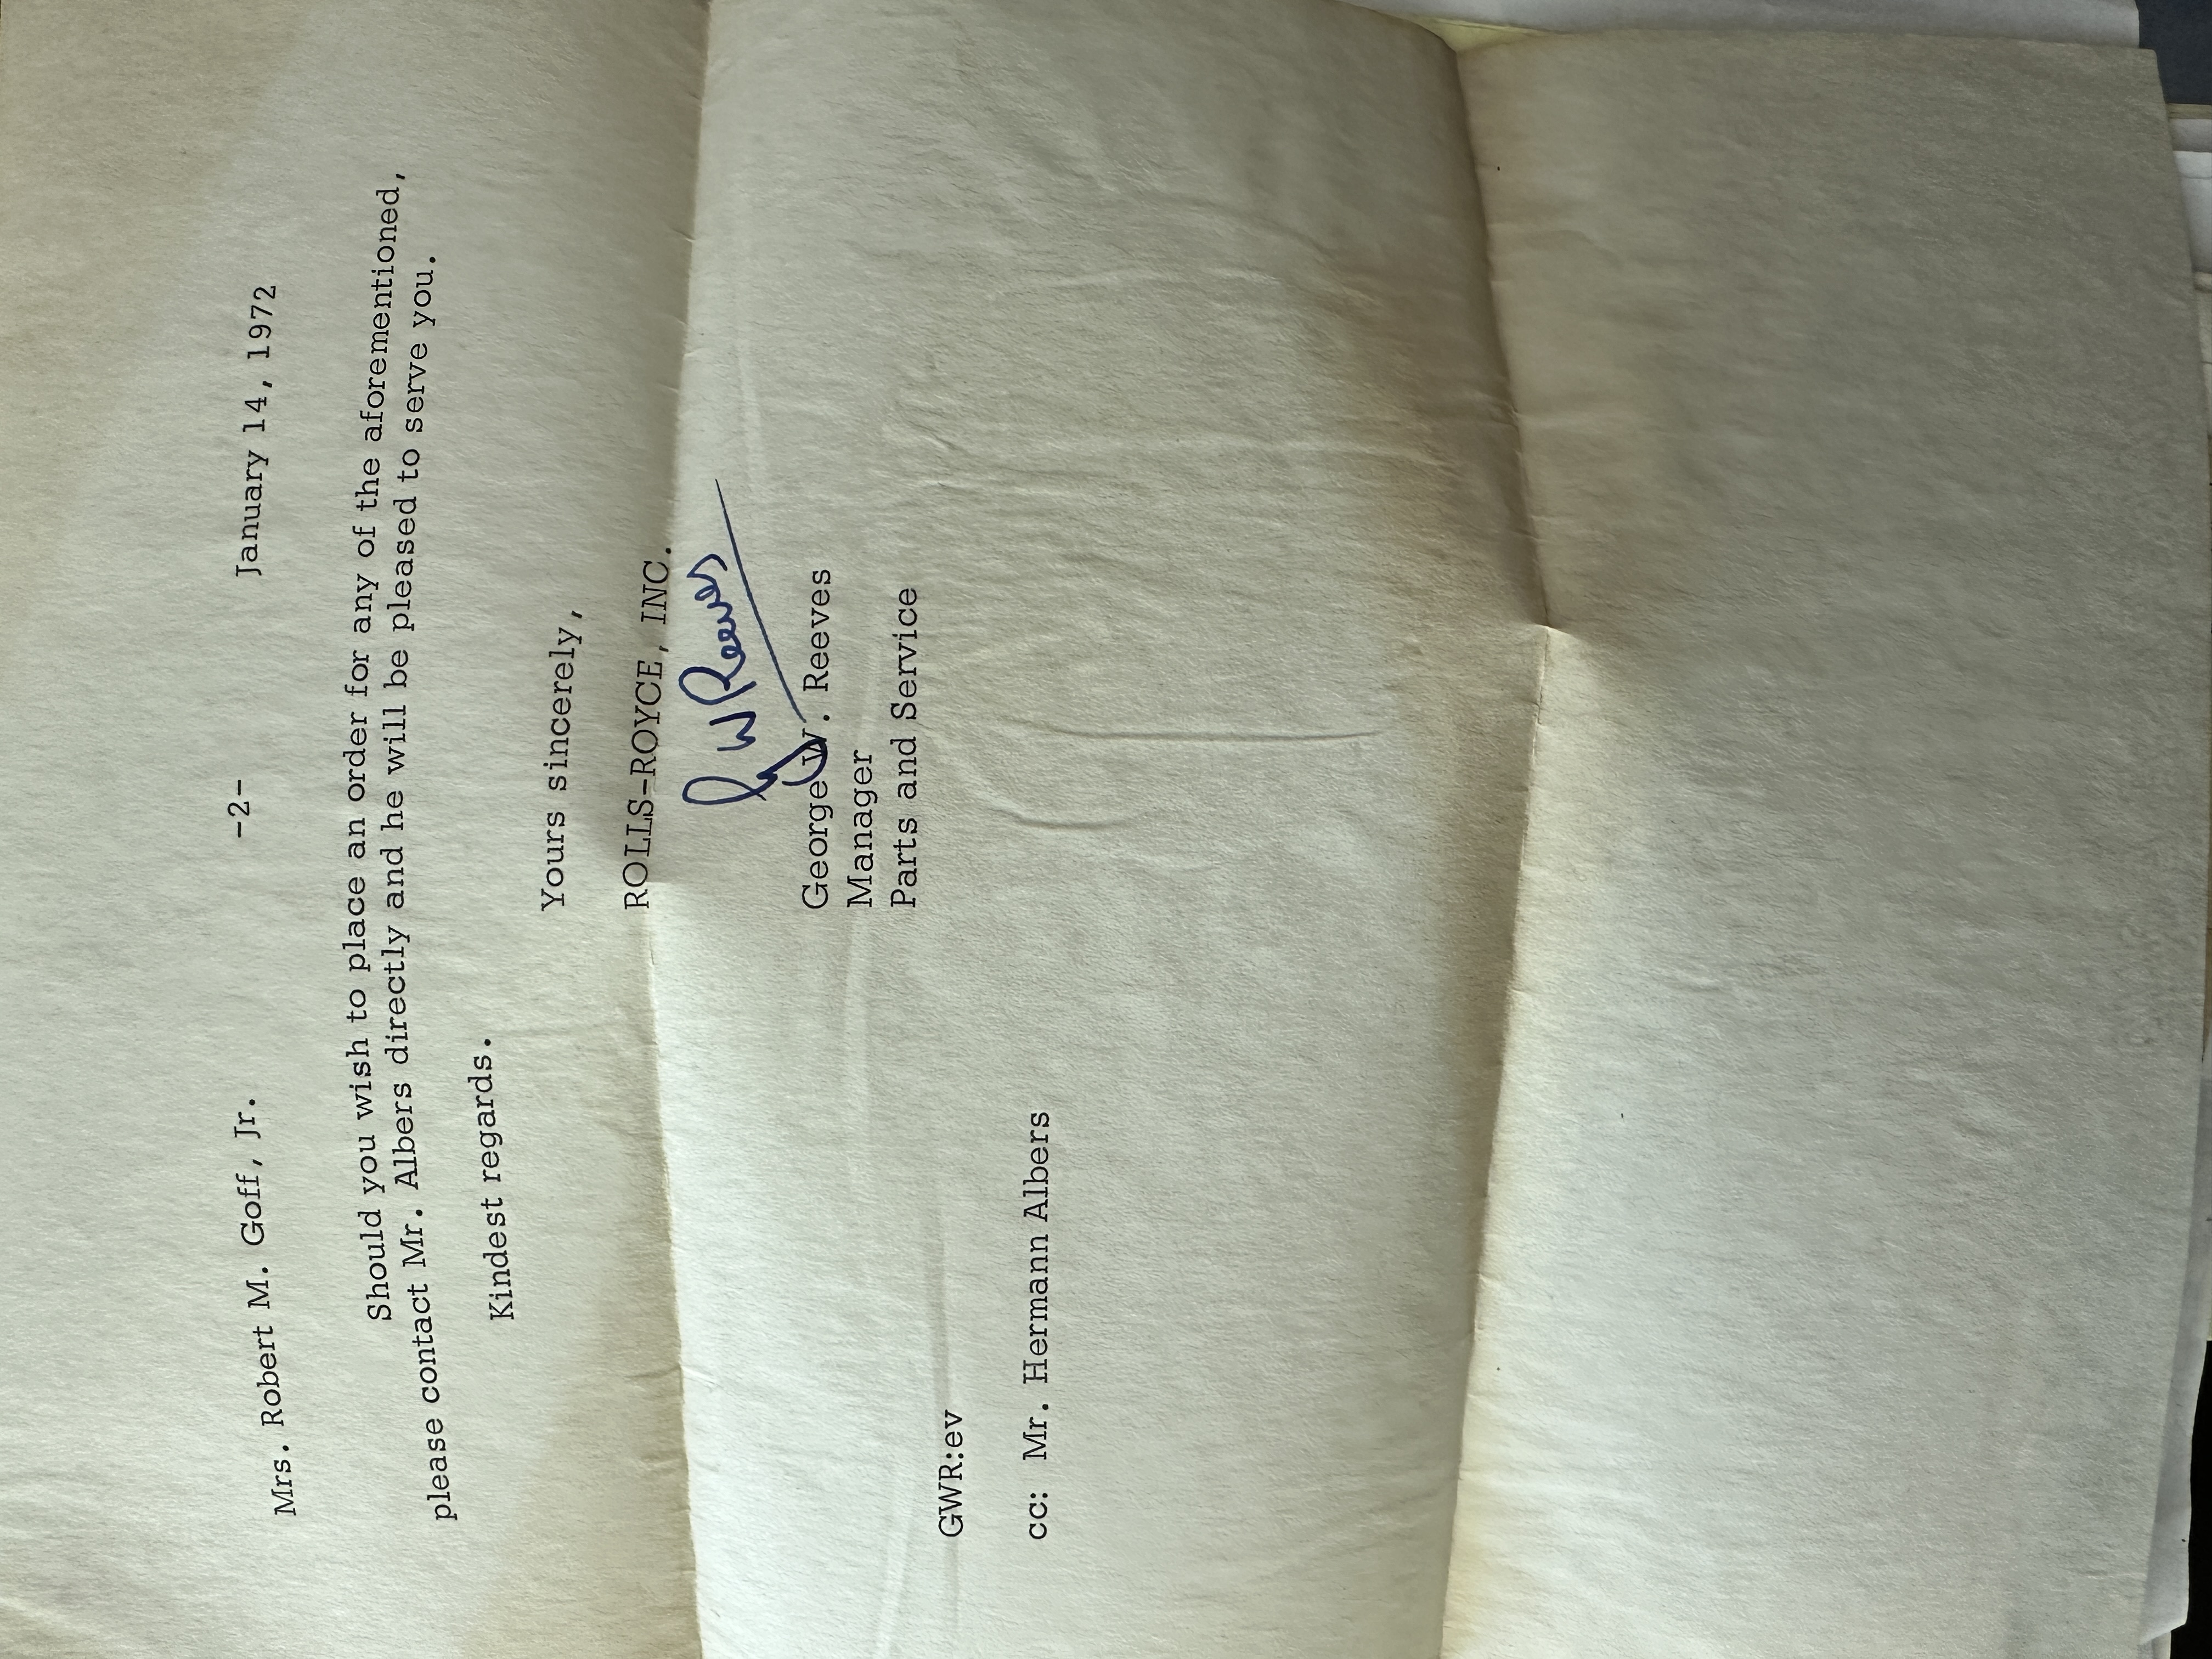 Mrs. Robert M. Goff, Jr. -2- January 14, 1972
Should you wish to place an order for any of the aforementioned,
please contact Mr. Albers directly and he will be pleased to serve you.
Kindest regards.
Yours sincerely,
ROLLS-ROYCE, INC.
GWReeves
George W. Reeves
Manager
Parts and Service
GWR:ev
cc: Mr. Hermann Albers